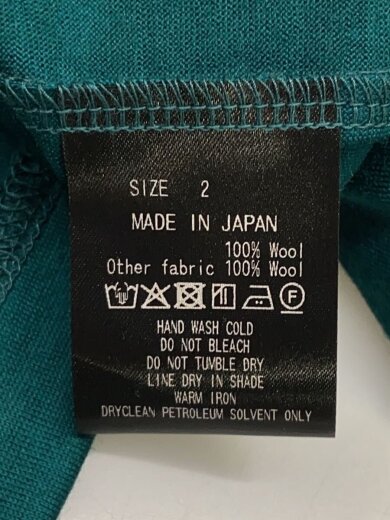 SIZE 2
MADE IN JAPAN
100% Wool
Other fabric 100% Wool
HAND WASH COLD
DO NOT BLEACH
DO NOT TUMBLE DRY
LINE DRY IN SHADE
WARM IRON
DRYCLEAN PETROLEUM SOLVENT ONLY